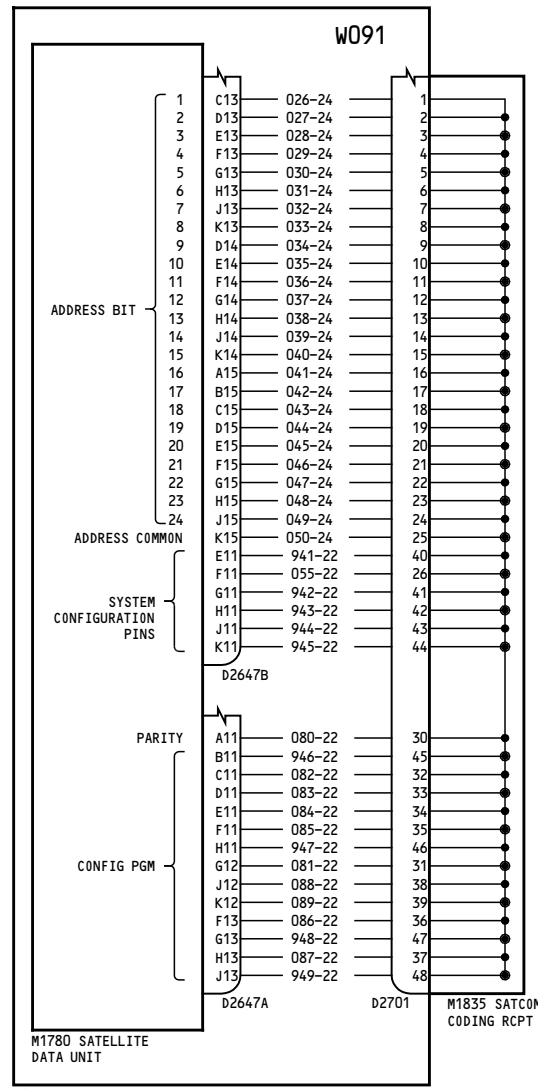 W091
1 C13 026-24 1
2 D13 027-24 2
3 E13 028-24 3
4 F13 029-24 4
5 G13 030-24 5
6 H13 031-24 6
7 J13 032-24 7
8 K13 033-24 8
9 D14 034-24 9
10 E14 035-24 10
11 F14 036-24 11
ADDRESS BIT 12 G14 037-24 12
13 H14 038-24 13
14 J14 039-24 14
15 K14 040-24 15
16 A15 041-24 16
17 B15 042-24 17
18 C15 043-24 18
19 D15 044-24 19
20 E15 045-24 20
21 F15 046-24 21
22 G15 047-24 22
23 H15 048-24 23
24 J15 049-24 24
ADDRESS COMMON K15 050-24 25
E11 941-22 40
F11 055-22 26
G11 942-22 41
SYSTEM
CONFIGURATION
PINS
H11 943-22 42
J11 944-22 43
K11 945-22 44
D2647B
PARITY A11 080-22 30
B11 946-22 45
C11 082-22 32
D11 083-22 33
E11 084-22 34
F11 085-22 35
H11 947-22 46
CONFIG PGM G12 081-22 31
J12 088-22 38
K12 089-22 39
F13 086-22 36
G13 948-22 47
H13 087-22 37
J13 949-22 48
D2647A
D2701
M1835 SATCOM
CODING RCPT
M1780 SATELLITE
DATA UNIT